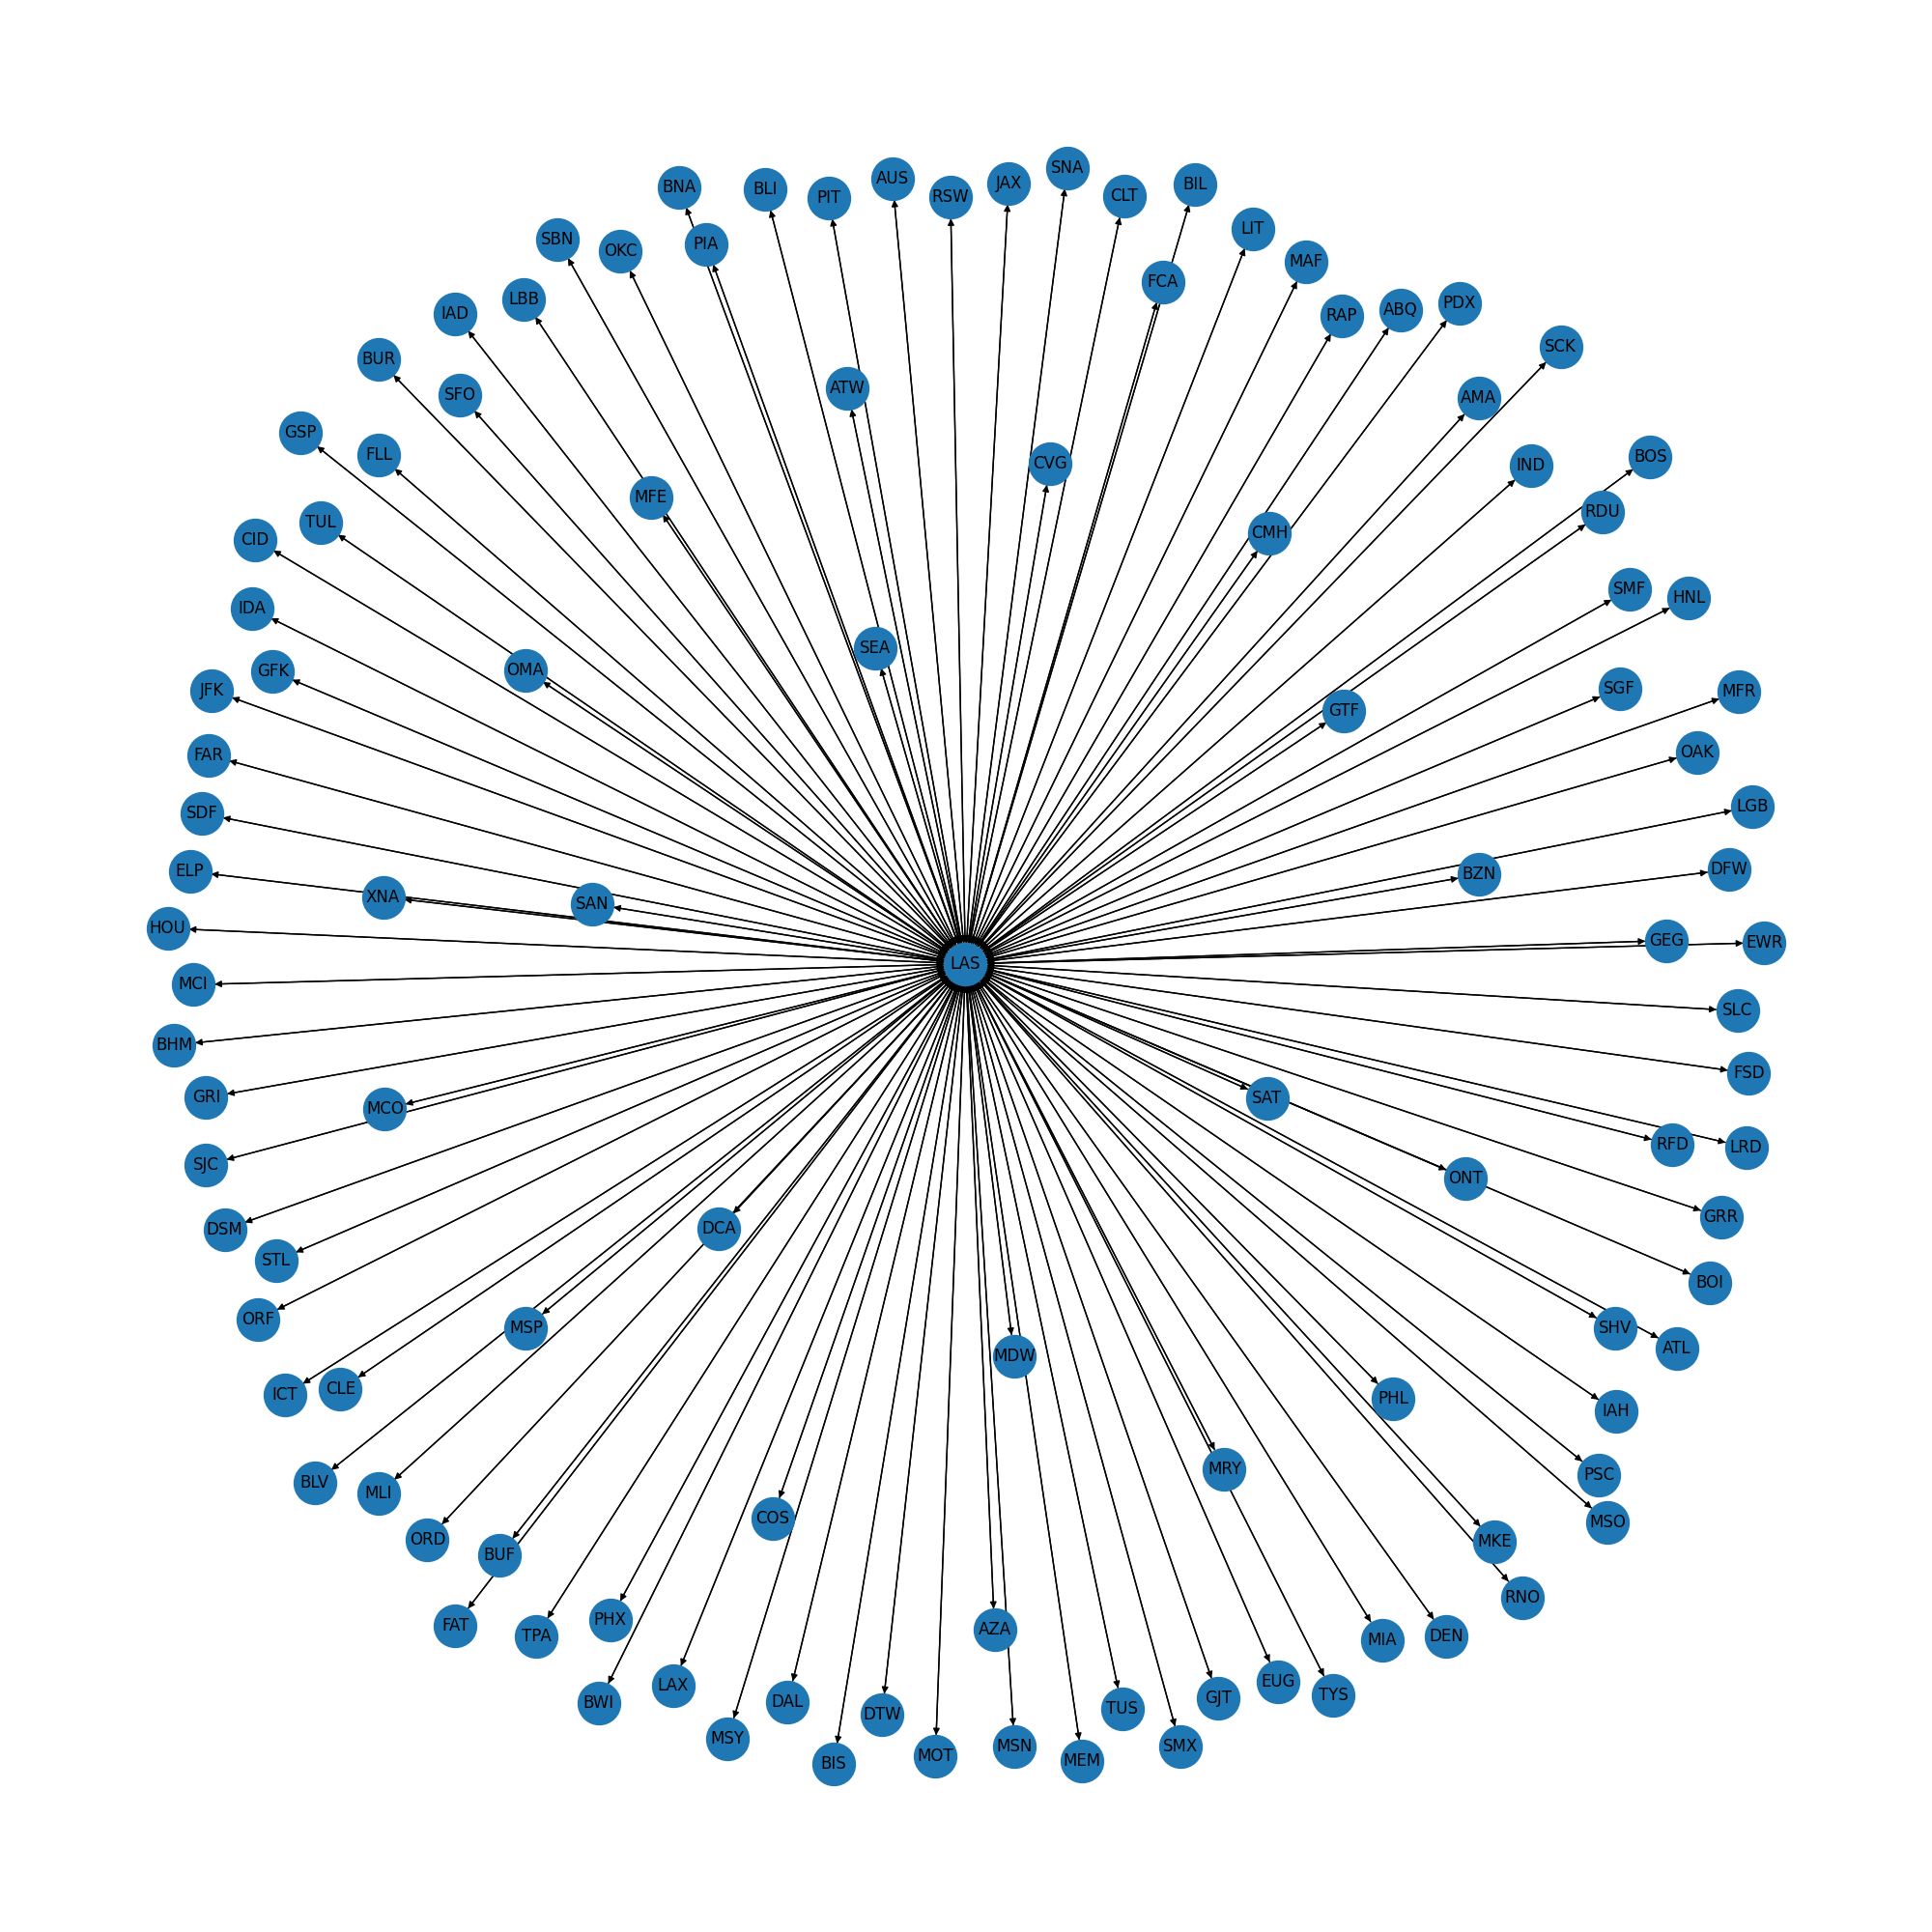 SNA
AUS
JAX
BIL
BNA
BLI
CLT
RSW
PIT
LIT
SBN
PIA
OKC
MAF
FCA
LBB
PDX
ABQ
IAD
RAP
SCK
BUR
ATW
SFO
AMA
GSP
FLL
BOS
CVG
IND
MFE
RDU
TUL
CMH
CID
SMF
HNL
IDA
SEA
OMA
GFK
SGF
JFK
MFR
GTF
OAK
FAR
LGB
SDF
DFW
ELP
BZN
XNA
SAN
HOU
GEG
EWR
LAS
MCI
SLC
BHM
FSD
GRI
SAT
MCO
RFD
LRD
SJC
ONT
GRR
DSM
DCA
STL
BOI
ORF
MSP
SHV
ATL
MDW
CLE
ICT
PHL
IAH
MRY
PSC
BLV
MLI
COS
MSO
ORD
MKE
BUF
RNO
PHX
FAT
AZA
TPA
DEN
MIA
EUG
LAX
TYS
GJT
BWI
DAL
TUS
DTW
MSY
MSN
SMX
MOT
MEM
BIS